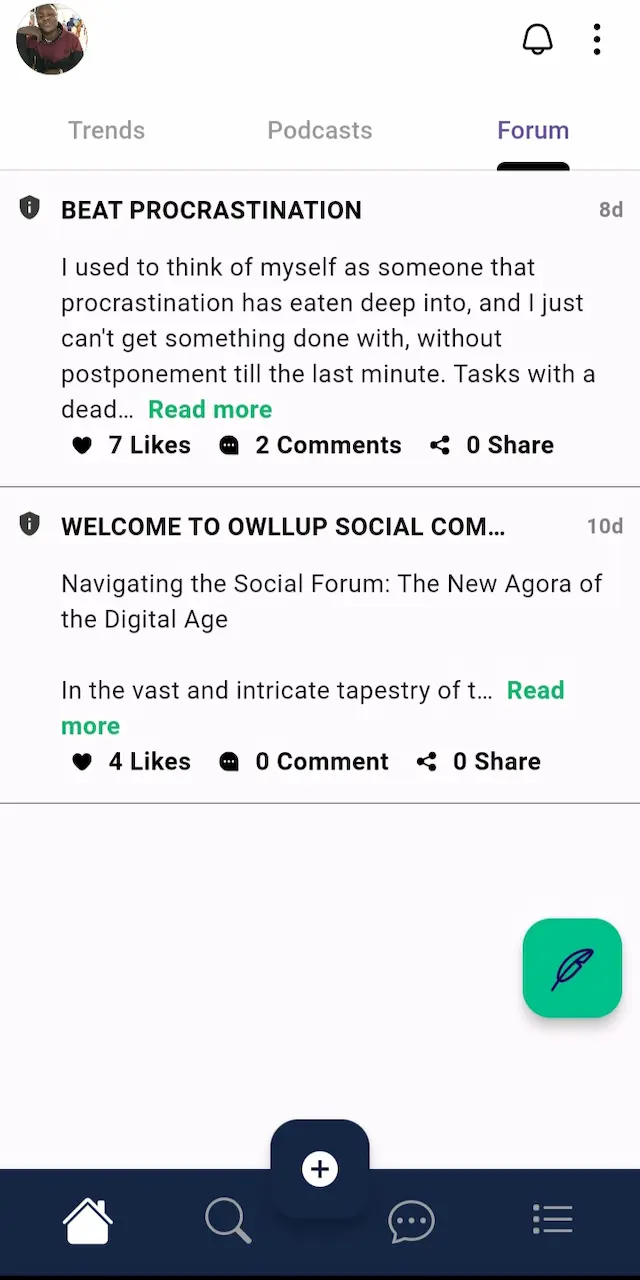 Trends Podcasts Forum
BEAT PROCRASTINATION 8d
I used to think of myself as someone that
procrastination has eaten deep into, and I just
can't get something done with, without
postponement till the last minute. Tasks with a
dead... Read more
7 Likes 2 Comments 0 Share
WELCOME TO OWLLUP SOCIAL COM... 10d
Navigating the Social Forum: The New Agora of
the Digital Age
In the vast and intricate tapestry of t... Read
more
4 Likes 0 Comment 0 Share